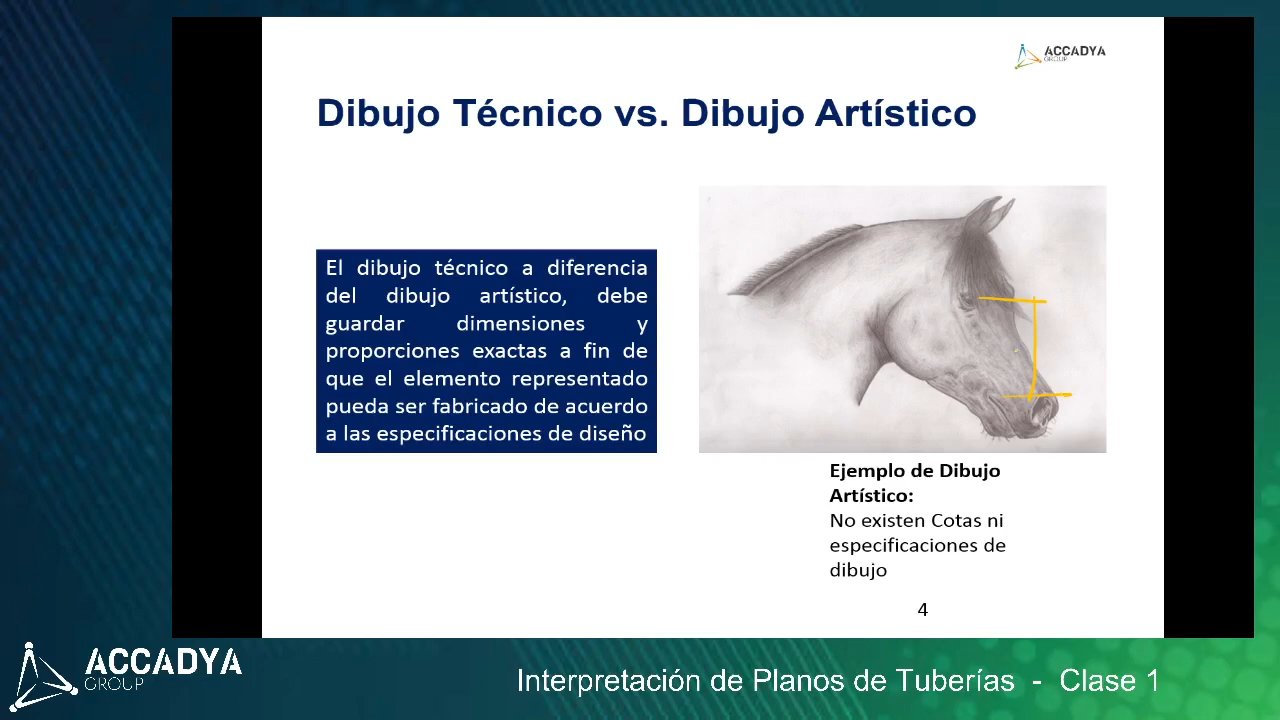 ACCADYA
GROUP
Dibujo Técnico vs. Dibujo Artístico
El dibujo técnico a diferencia
del dibujo artístico, debe
guardar dimensiones y
proporciones exactas a fin de
que el elemento representado
pueda ser fabricado de acuerdo
a las especificaciones de diseño
Ejemplo de Dibujo
Artístico:
No existen Cotas ni
especificaciones de
dibujo
4
ACCADYA
GROUP
Interpretación de Planos de Tuberías - Clase 1